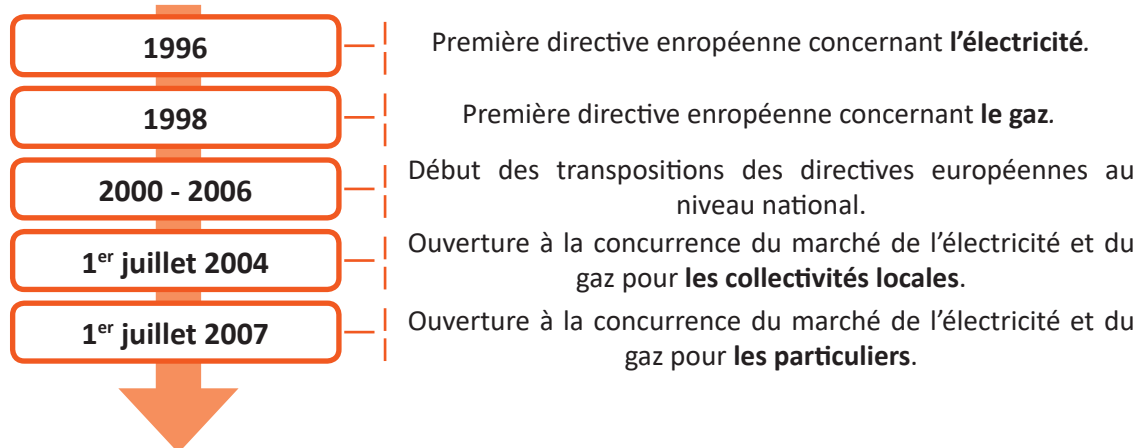 1996
Première directive enropéenne concernant l'électricité.
1998
Première directive enropéenne concernant le gaz.
2000 - 2006
Début des transpositions des directives européennes au
niveau national.
1er juillet 2004
Ouverture à la concurrence du marché de l'électricité et du
gaz pour les collectivités locales.
1er juillet 2007
Ouverture à la concurrence du marché de l'électricité et du
gaz pour les particuliers.